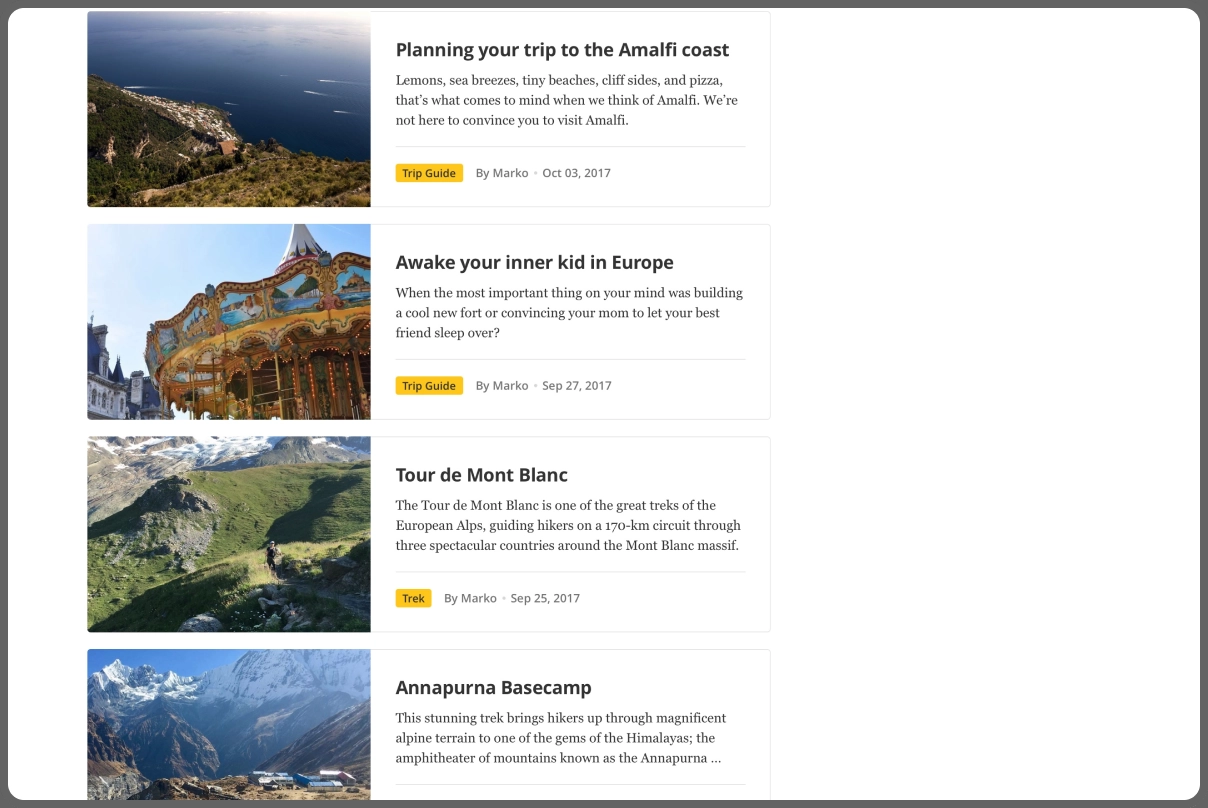 Planning your trip to the Amalfi coast
Lemons, sea breezes, tiny beaches, cliff sides, and pizza,
that’s what comes to mind when we think of Amalfi. We’re
not here to convince you to visit Amalfi.
Trip Guide By Marko • Oct 03, 2017
Awake your inner kid in Europe
When the most important thing on your mind was building
a cool new fort or convincing your mom to let your best
friend sleep over?
Trip Guide By Marko • Sep 27, 2017
Tour de Mont Blanc
The Tour de Mont Blanc is one of the great treks of the
European Alps, guiding hikers on a 170-km circuit through
three spectacular countries around the Mont Blanc massif.
Trek By Marko • Sep 25, 2017
Annapurna Basecamp
This stunning trek brings hikers up through magnificent
alpine terrain to one of the gems of the Himalayas; the
amphitheater of mountains known as the Annapurna ...